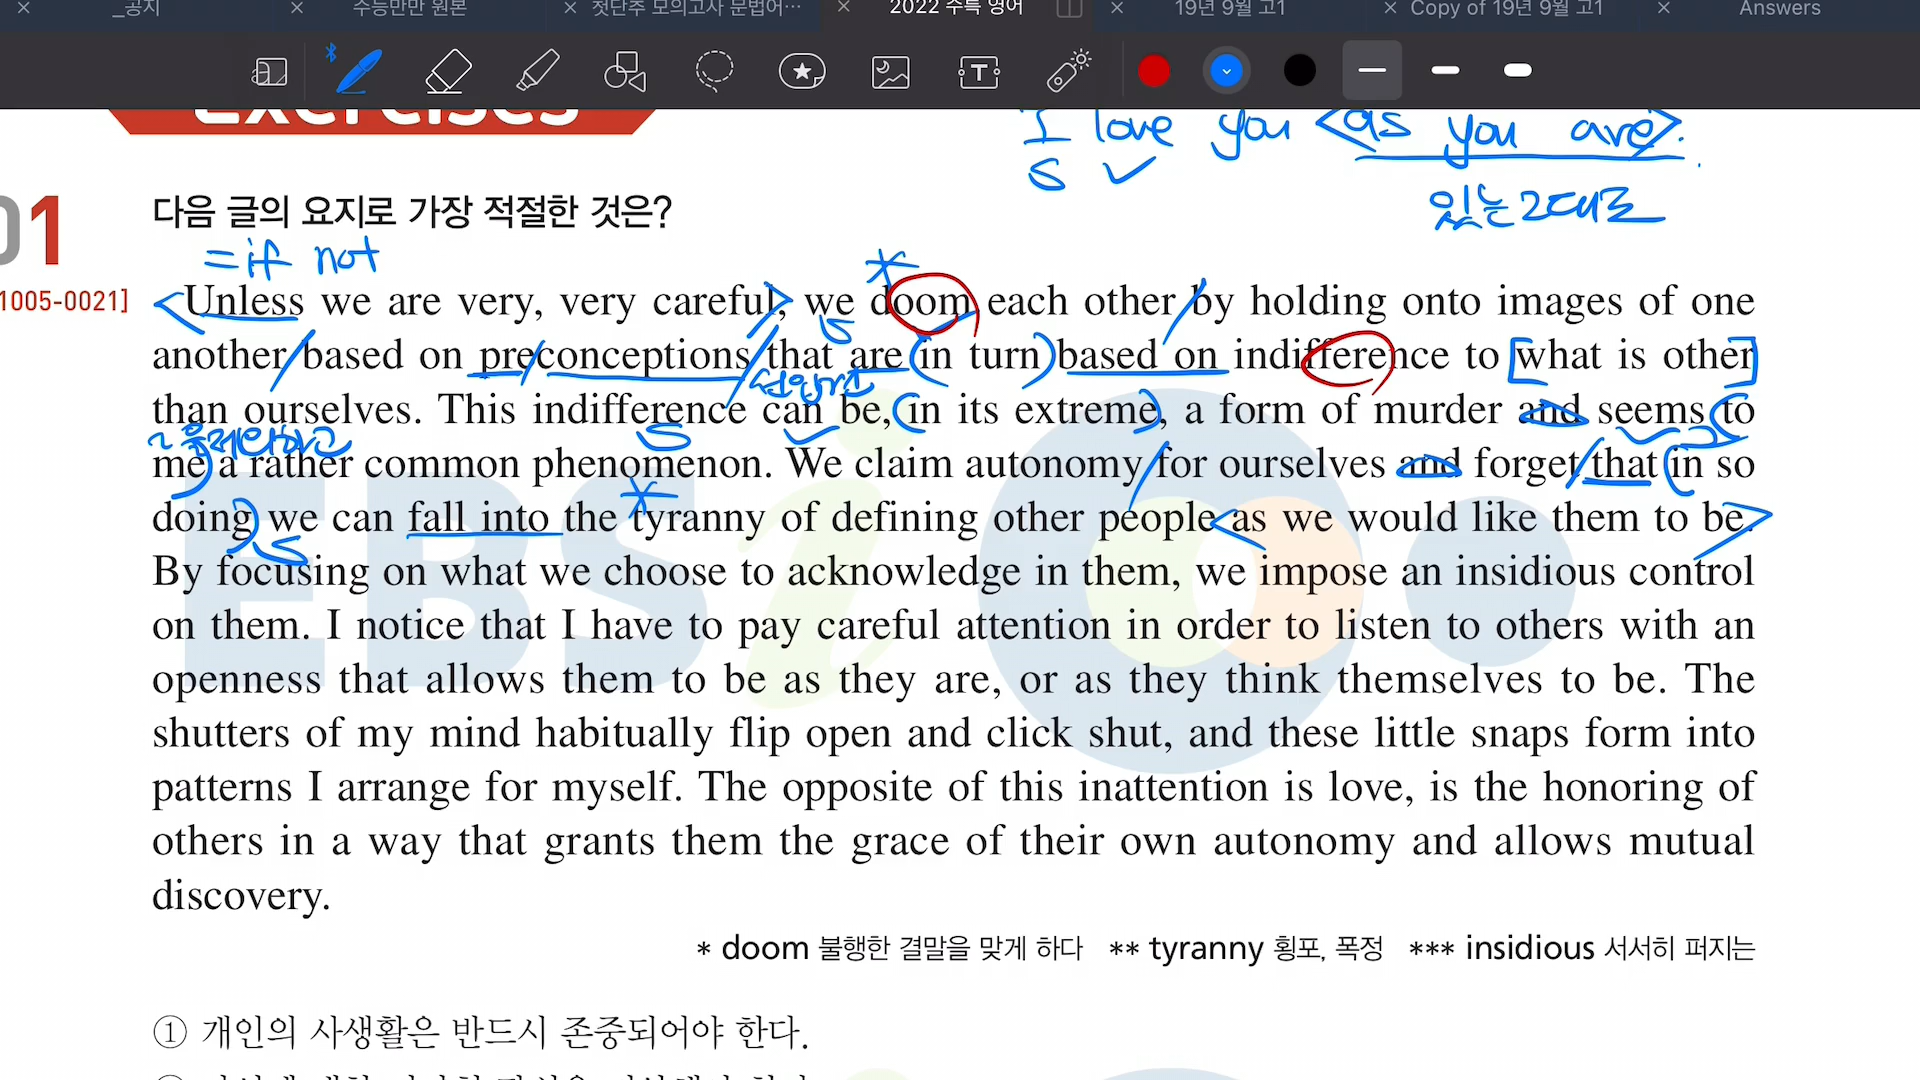 _공지
수능만만 원본
첫단추 모의고사 문법어…
2022 수특 영어
19년 9월 고1
Copy of 19년 9월 고1
Answers
Exercises
I love you <as you are>.
S
있는그대로
01
다음 글의 요지로 가장 적절한 것은?
= if not
1005-0021]
Unless we are very, very careful, we doom each other by holding onto images of one
another based on preconceptions that are in turn based on indifference to what is other
선입견
than ourselves. This indifference can be, in its extreme, a form of murder and seems to
S
me a rather common phenomenon. We claim autonomy for ourselves and forget that in so
doing we can fall into the tyranny of defining other people as we would like them to be.
S
By focusing on what we choose to acknowledge in them, we impose an insidious control
on them. I notice that I have to pay careful attention in order to listen to others with an
openness that allows them to be as they are, or as they think themselves to be. The
shutters of my mind habitually flip open and click shut, and these little snaps form into
patterns I arrange for myself. The opposite of this inattention is love, is the honoring of
others in a way that grants them the grace of their own autonomy and allows mutual
discovery.
* doom 불행한 결말을 맞게 하다 ** tyranny 횡포, 폭정 *** insidious 서서히 퍼지는
① 개인의 사생활은 반드시 존중되어야 한다.
EBSi